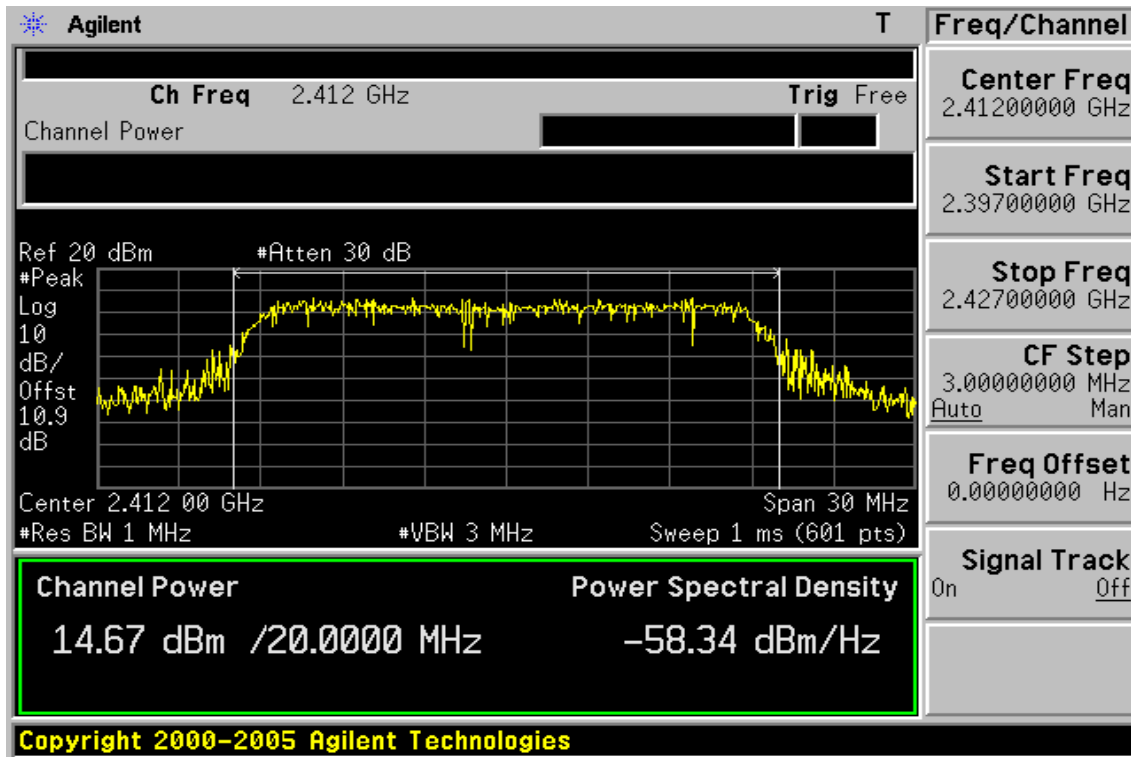 Agilent T
Ch Freq 2.412 GHz Trig Free
Channel Power
Ref 20 dBm #Atten 30 dB
#Peak
Log
10
dB/
Offst
10.9
dB
Center 2.412 00 GHz Span 30 MHz
#Res BW 1 MHz #VBW 3 MHz Sweep 1 ms (601 pts)
Channel Power Power Spectral Density
14.67 dBm /20.0000 MHz -58.34 dBm/Hz
Copyright 2000-2005 Agilent Technologies
Freq/Channel
Center Freq
2.41200000 GHz
Start Freq
2.39700000 GHz
Stop Freq
2.42700000 GHz
CF Step
3.00000000 MHz
Auto Man
Freq Offset
0.00000000 Hz
Signal Track
On Off